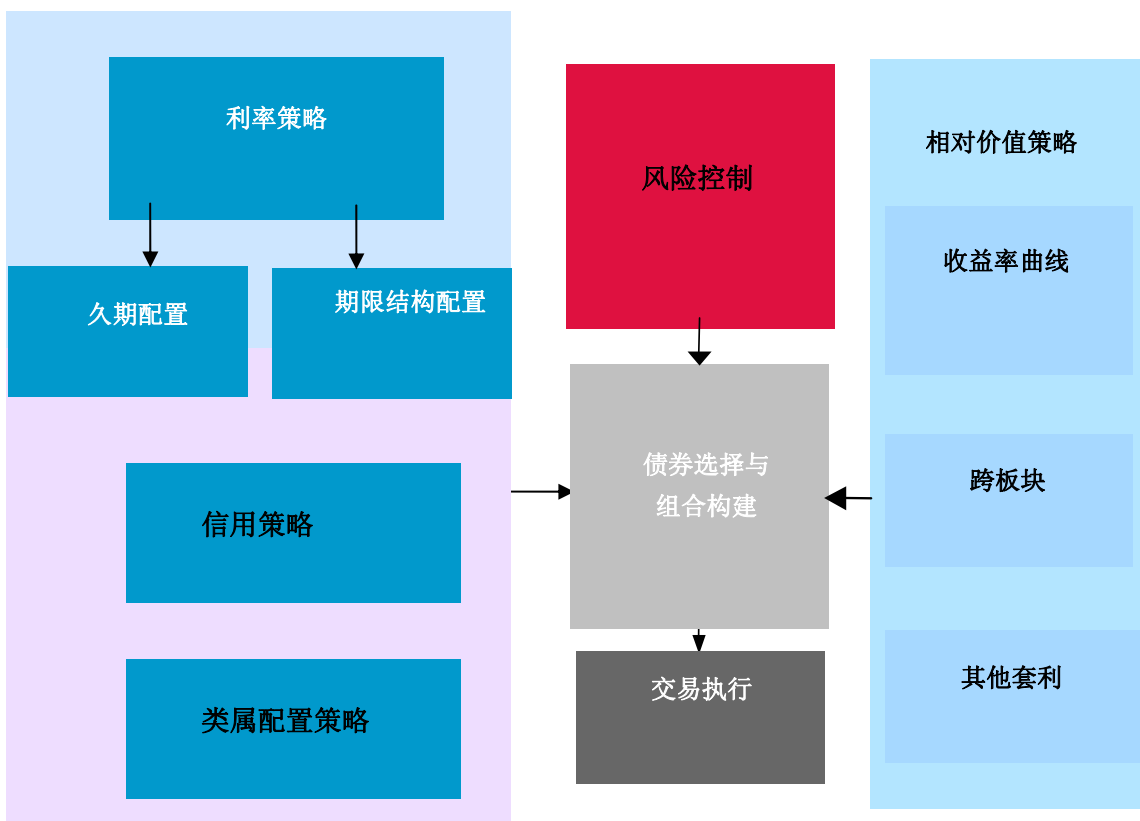 利率策略
久期配置
期限结构配置
信用策略
类属配置策略
风险控制
债券选择与
组合构建
交易执行
相对价值策略
收益率曲线
跨板块
其他套利